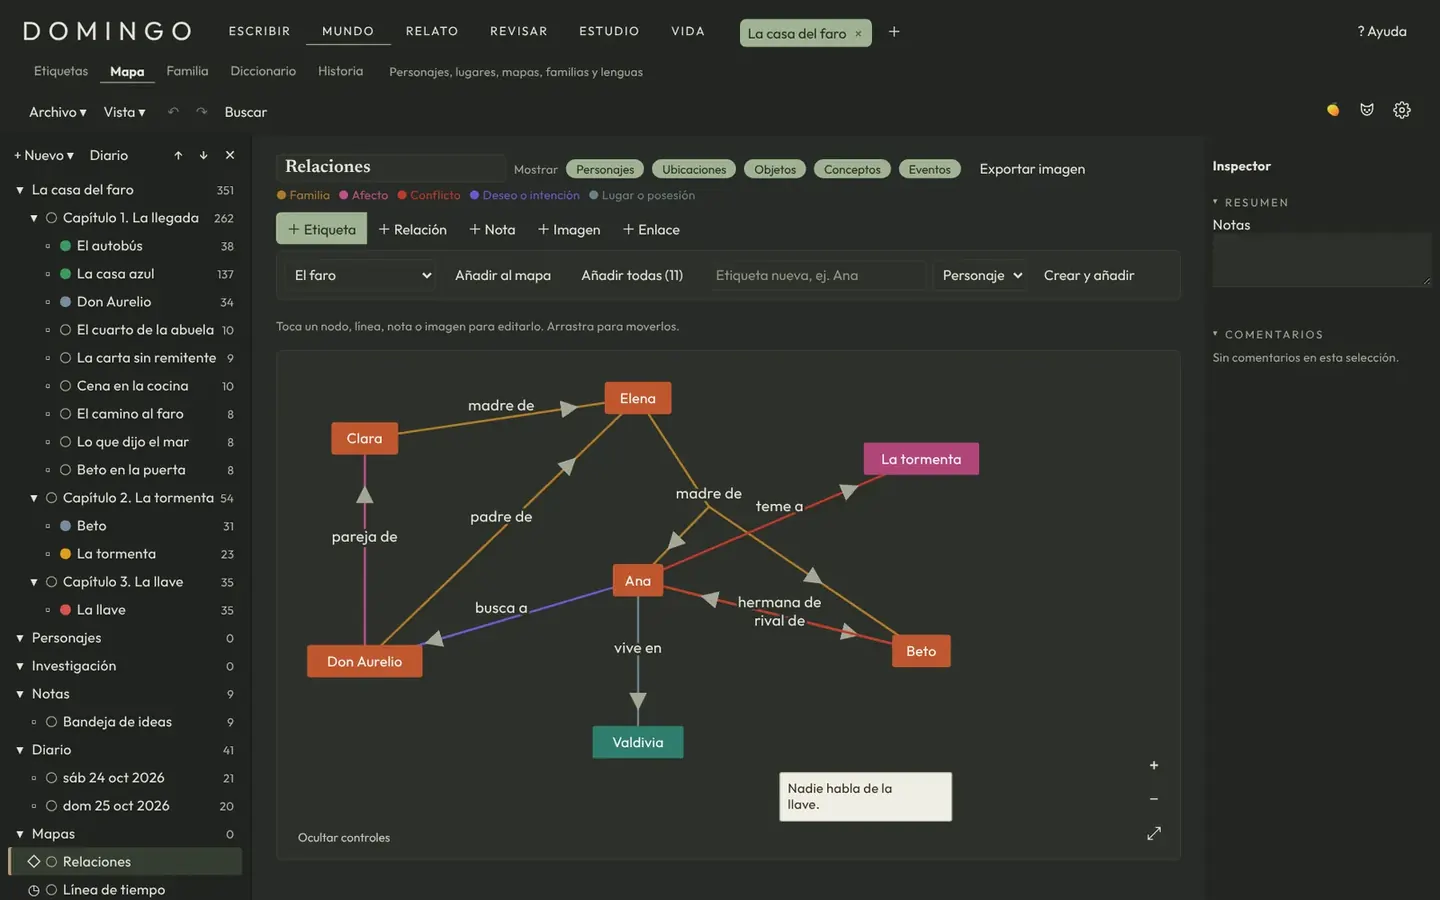 DOMINGO
ESCRIBIR MUNDO RELATO REVISAR ESTUDIO VIDA
La casa del faro × +
? Ayuda
Etiquetas Mapa Familia Diccionario Historia
Personajes, lugares, mapas, familias y lenguas
Archivo ▾ Vista ▾ Buscar
+ Nuevo ▾ Diario ↑ ↓ ✕
La casa del faro 351
Capítulo 1. La llegada 262
El autobús 38
La casa azul 137
Don Aurelio 34
El cuarto de la abuela 10
La carta sin remitente 9
Cena en la cocina 10
El camino al faro 8
Lo que dijo el mar 8
Beto en la puerta 8
Capítulo 2. La tormenta 54
Beto 31
La tormenta 23
Capítulo 3. La llave 35
La llave 35
Personajes 0
Investigación 0
Notas 9
Bandeja de ideas 9
Diario 41
sáb 24 oct 2026 21
dom 25 oct 2026 20
Mapas 0
Relaciones
Línea de tiempo
Relaciones
Mostrar Personajes Ubicaciones Objetos Conceptos Eventos Exportar imagen
Familia Afecto Conflicto Deseo o intención Lugar o posesión
+ Etiqueta + Relación + Nota + Imagen + Enlace
El faro Añadir al mapa Añadir todas (11) Etiqueta nueva, ej. Ana Personaje Crear y añadir
Toca un nodo, línea, nota o imagen para editarlo. Arrastra para moverlos.
Elena
madre de
Clara
La tormenta
madre de
teme a
padre de
pareja de
Ana
hermana de
busca a
rival de
vive en
Beto
Don Aurelio
Valdivia
+
Nadie habla de la
llave.
−
Ocultar controles
Inspector
RESUMEN
Notas
COMENTARIOS
Sin comentarios en esta selección.